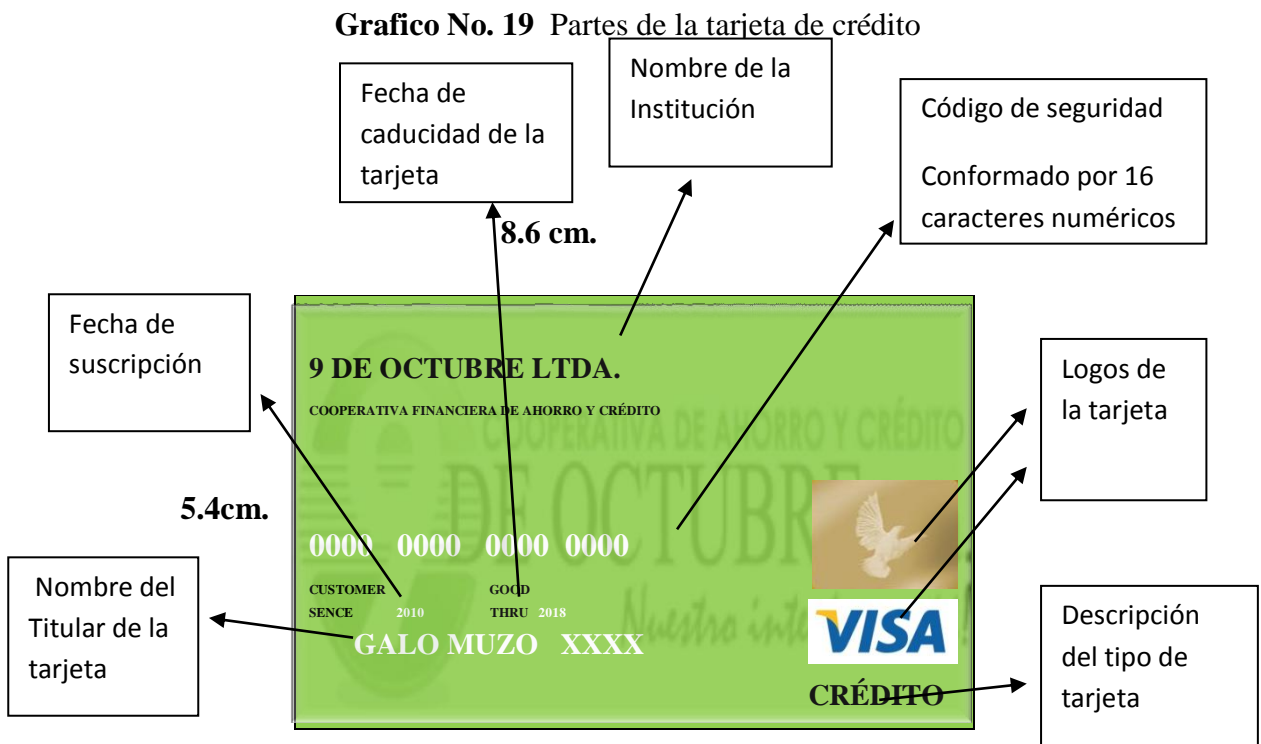 Grafico No. 19 Partes de la tarjeta de crédito
Fecha de
caducidad de la
tarjeta
Nombre de la
Institución
Código de seguridad
Conformado por 16
caracteres numéricos
8.6 cm.
Fecha de
suscripción
9 DE OCTUBRE LTDA.
COOPERATIVA FINANCIERA DE AHORRO Y CRÉDITO
COOPERATIVA DE AHORRO Y CRÉDITO
DE OCTUBRE
Logos de
la tarjeta
5.4cm.
0000 0000 0000 0000
CUSTOMER GOOD
SENCE 2010 THRU 2018
Nuestro
GALO MUZO XXXX
VISA
CRÉDITO
Nombre del
Titular de la
tarjeta
Descripción
del tipo de
tarjeta